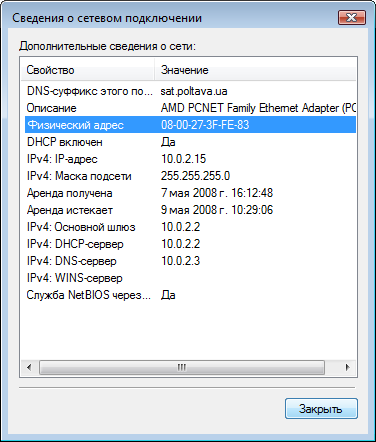 Сведения о сетевом подключении
Дополнительные сведения о сети:
Свойство Значение
DNS-суффикс этого по... sat.poltava.ua
Описание AMD PCNET Family Ethernet Adapter (PC
Физический адрес 08-00-27-3F-FE-83
DHCP включен Да
IPv4: IP-адрес 10.0.2.15
IPv4: Маска подсети 255.255.255.0
Аренда получена 7 мая 2008 г. 16:12:48
Аренда истекает 9 мая 2008 г. 10:29:06
IPv4: Основной шлюз 10.0.2.2
IPv4: DHCP-сервер 10.0.2.2
IPv4: DNS-сервер 10.0.2.3
IPv4: WINS-сервер
Служба NetBIOS через... Да
Закрыть